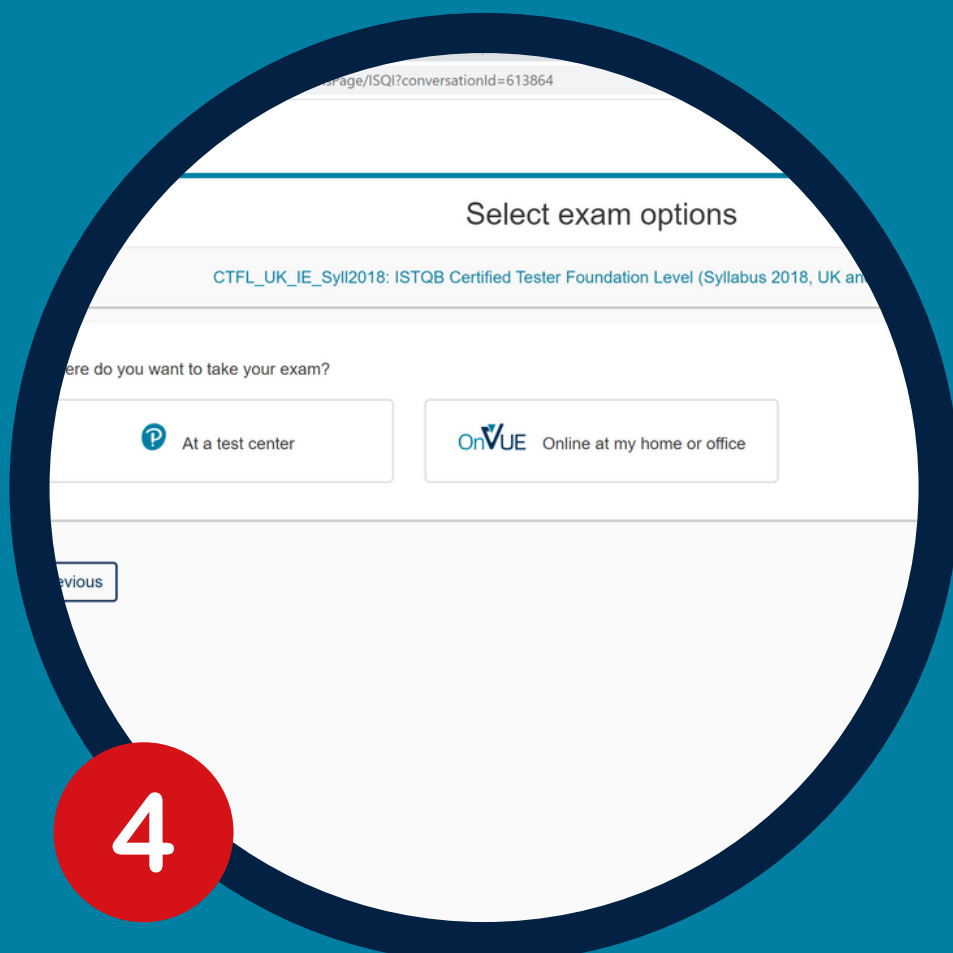 Page/ISQI?conversationId=613864
Select exam options
CTFL_UK_IE_Syll2018: ISTQB Certified Tester Foundation Level (Syllabus 2018, UK an
ere do you want to take your exam?
At a test center
OnVUE Online at my home or office
evious
4